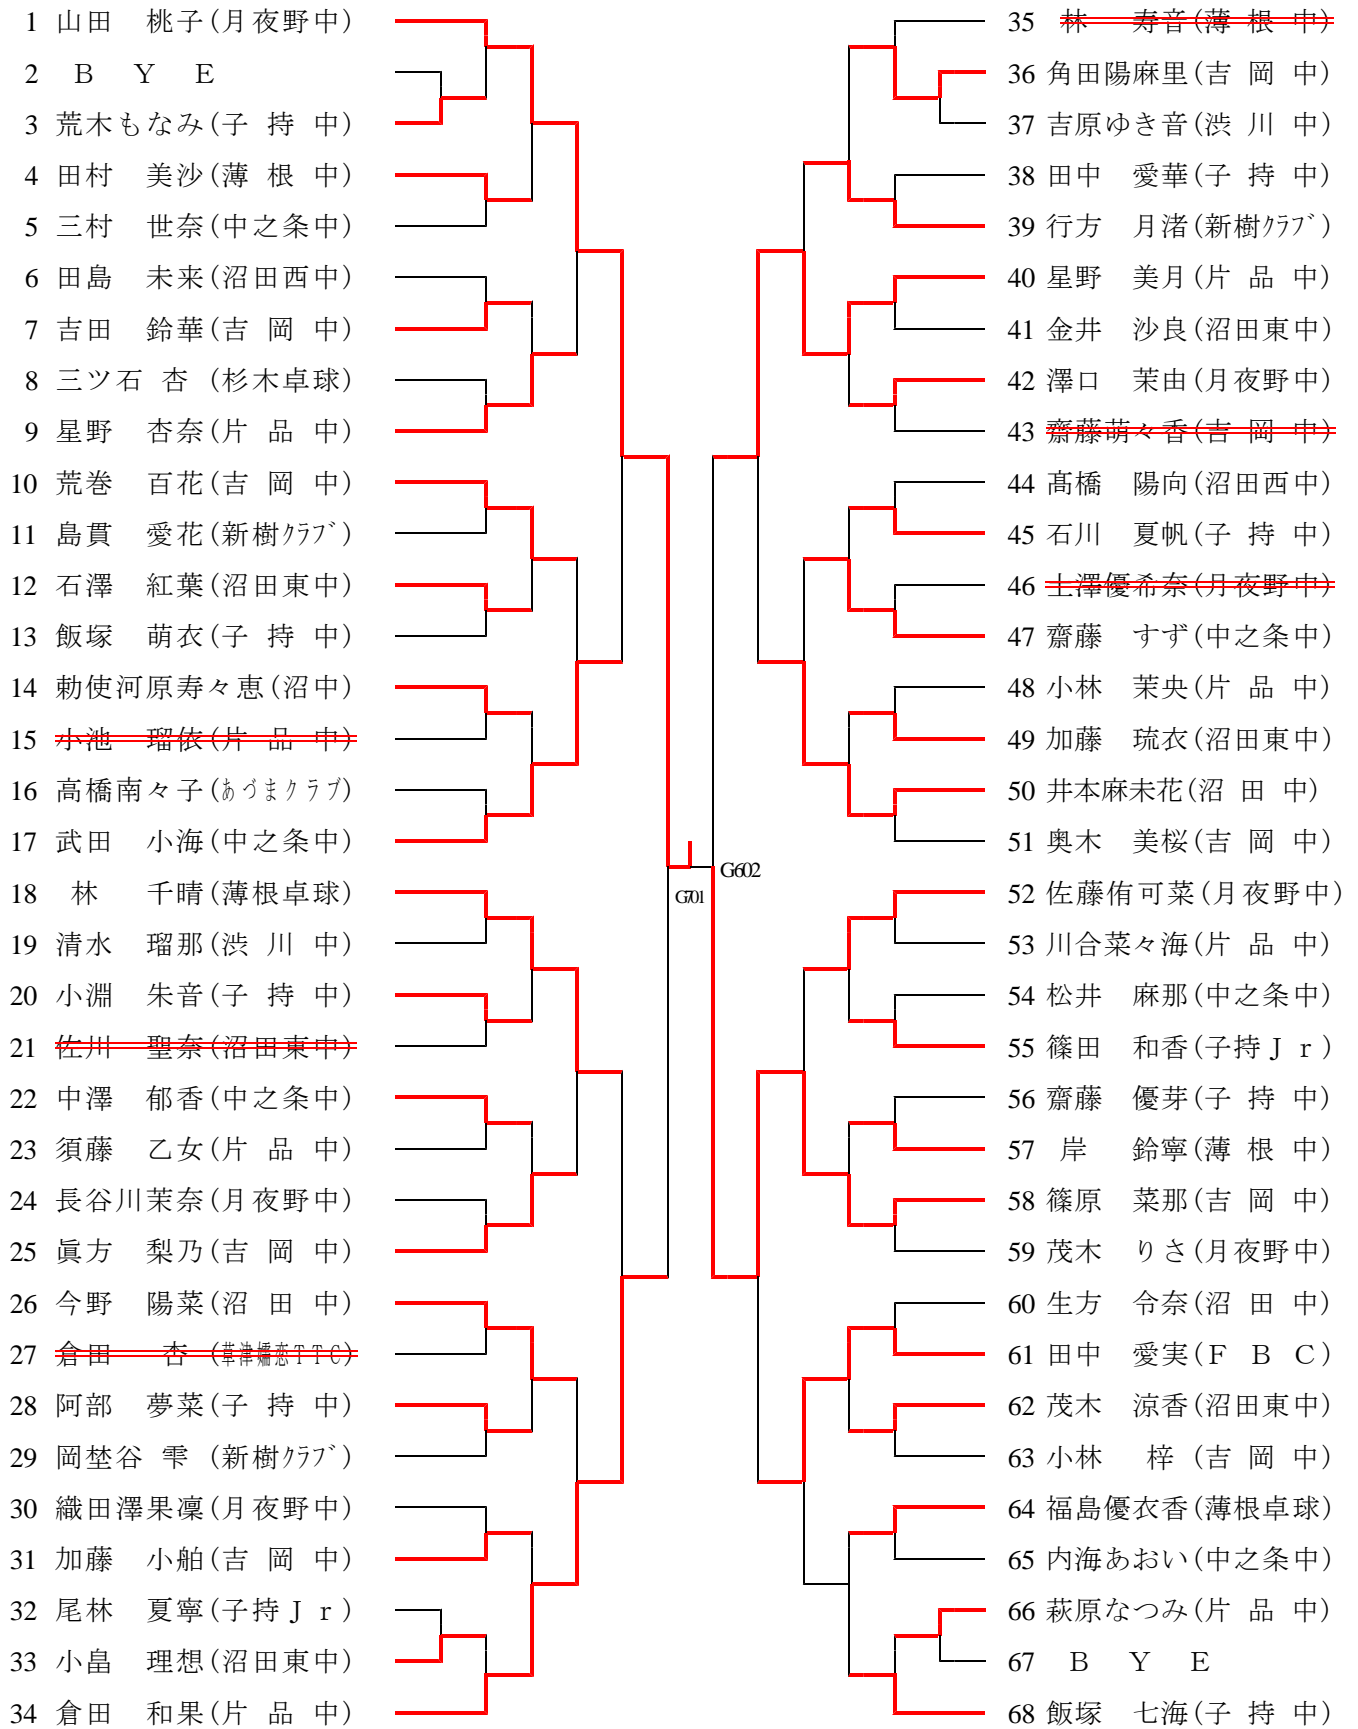 1 山田　桃子(月夜野中)
2 Ｂ　Ｙ　Ｅ
3 荒木もなみ(子 持 中)
4 田村　美沙(薄 根 中)
5 三村　世奈(中之条中)
6 田島　未来(沼田西中)
7 吉田　鈴華(吉 岡 中)
8 三ツ石 杏 (杉木卓球)
9 星野　杏奈(片 品 中)
10 荒巻　百花(吉 岡 中)
11 島貫　愛花(新樹ｸﾗﾌﾞ)
12 石澤　紅葉(沼田東中)
13 飯塚　萌衣(子 持 中)
14 勅使河原寿々恵(沼中)
15 小池　瑠依(片 品 中)
16 高橋南々子(あづまクラブ)
17 武田　小海(中之条中)
18 林　千晴(薄根卓球)
19 清水　瑠那(渋 川 中)
20 小淵　朱音(子 持 中)
21 佐川　聖奈(沼田東中)
22 中澤　郁香(中之条中)
23 須藤　乙女(片 品 中)
24 長谷川茉奈(月夜野中)
25 眞方　梨乃(吉 岡 中)
26 今野　陽菜(沼 田 中)
27 倉田　杏 (草津嬬恋ＴＴＣ)
28 阿部　夢菜(子 持 中)
29 岡埜谷 雫 (新樹ｸﾗﾌﾞ)
30 織田澤果凜(月夜野中)
31 加藤　小舶(吉 岡 中)
32 尾林　夏寧(子持Ｊｒ)
33 小畠　理想(沼田東中)
34 倉田　和果(片 品 中)
G701
G602
35 林　寿音(薄 根 中)
36 角田陽麻里(吉 岡 中)
37 吉原ゆき音(渋 川 中)
38 田中　愛華(子 持 中)
39 行方　月渚(新樹ｸﾗﾌﾞ)
40 星野　美月(片 品 中)
41 金井　沙良(沼田東中)
42 澤口　茉由(月夜野中)
43 齋藤萌々香(吉 岡 中)
44 髙橋　陽向(沼田西中)
45 石川　夏帆(子 持 中)
46 土澤優希奈(月夜野中)
47 齋藤　すず(中之条中)
48 小林　茉央(片 品 中)
49 加藤　琉衣(沼田東中)
50 井本麻未花(沼 田 中)
51 奥木　美桜(吉 岡 中)
52 佐藤侑可菜(月夜野中)
53 川合菜々海(片 品 中)
54 松井　麻那(中之条中)
55 篠田　和香(子持Ｊｒ)
56 齋藤　優芽(子 持 中)
57 岸　鈴寧(薄 根 中)
58 篠原　菜那(吉 岡 中)
59 茂木　りさ(月夜野中)
60 生方　令奈(沼 田 中)
61 田中　愛実(Ｆ Ｂ Ｃ)
62 茂木　涼香(沼田東中)
63 小林　梓 (吉 岡 中)
64 福島優衣香(薄根卓球)
65 内海あおい(中之条中)
66 萩原なつみ(片 品 中)
67 Ｂ　Ｙ　Ｅ
68 飯塚　七海(子 持 中)